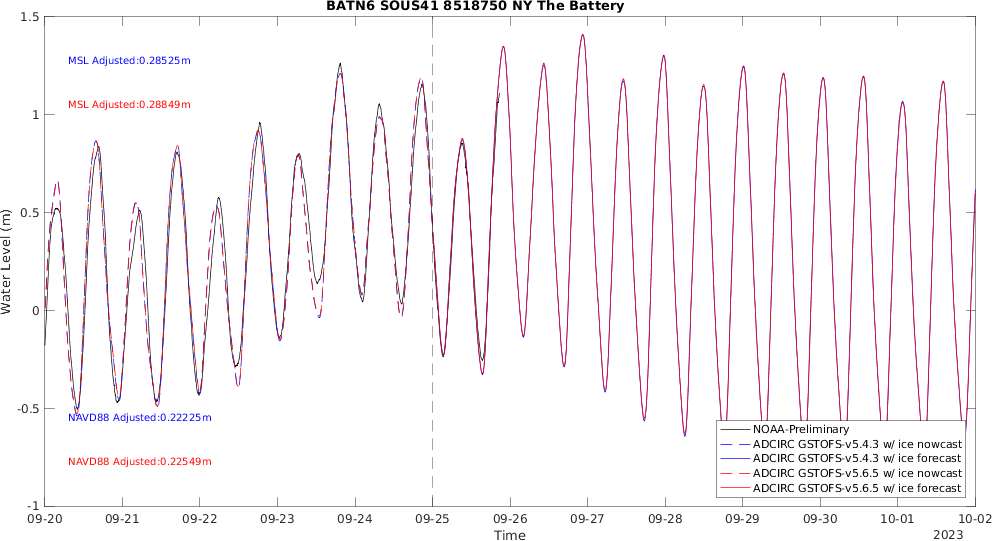 BATN6 SOUS41 8518750 NY The Battery
1.5
MSL Adjusted:0.28525m
MSL Adjusted:0.28849m
1
0.5
Water Level (m)
0
-0.5
NAVD88 Adjusted:0.22225m
NAVD88 Adjusted:0.22549m
NOAA-Preliminary
ADCIRC GSTOFS-v5.4.3 w/ ice nowcast
ADCIRC GSTOFS-v5.4.3 w/ ice forecast
ADCIRC GSTOFS-v5.6.5 w/ ice nowcast
ADCIRC GSTOFS-v5.6.5 w/ ice forecast
-1
09-20 09-21 09-22 09-23 09-24 09-25 09-26 09-27 09-28 09-29 09-30 10-01 10-02
Time
2023